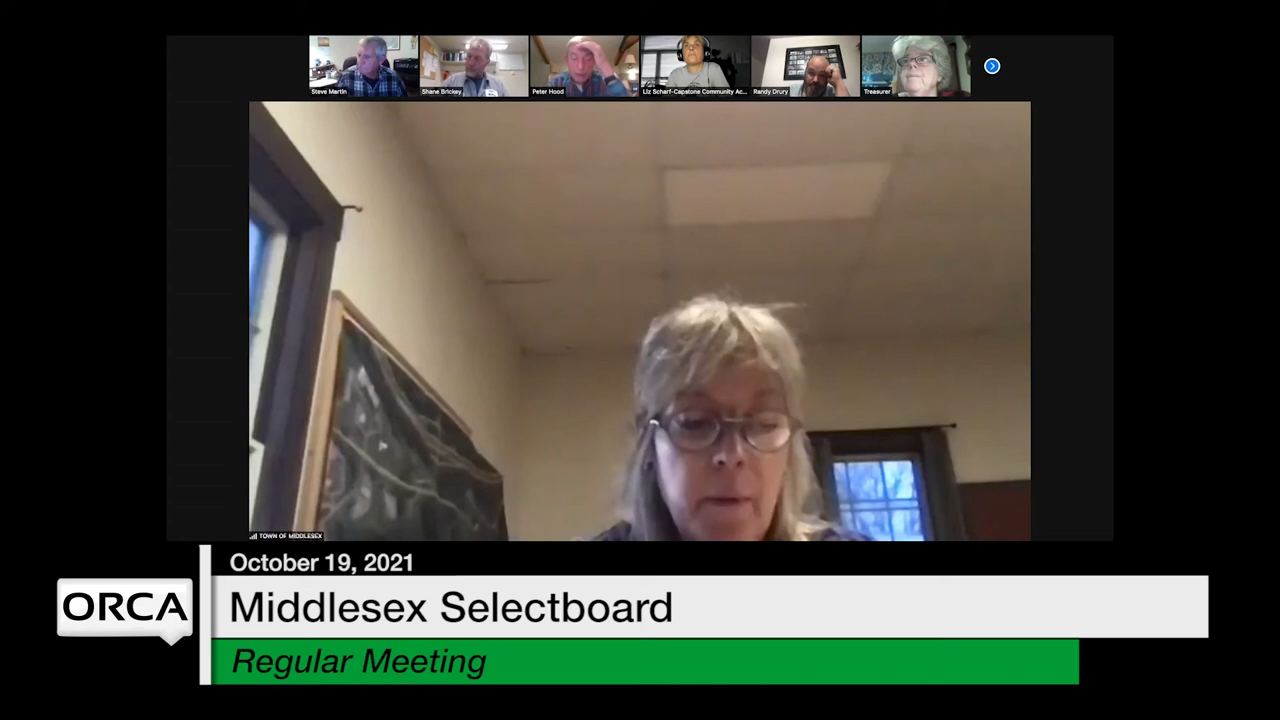 Steve Martin
Shane Brickey
Peter Hood
Liz Scharf-Capstone Community Ac...
Randy Drury
Treasurer
TOWN OF MIDDLESEX
October 19, 2021
ORCA
Middlesex Selectboard
Regular Meeting